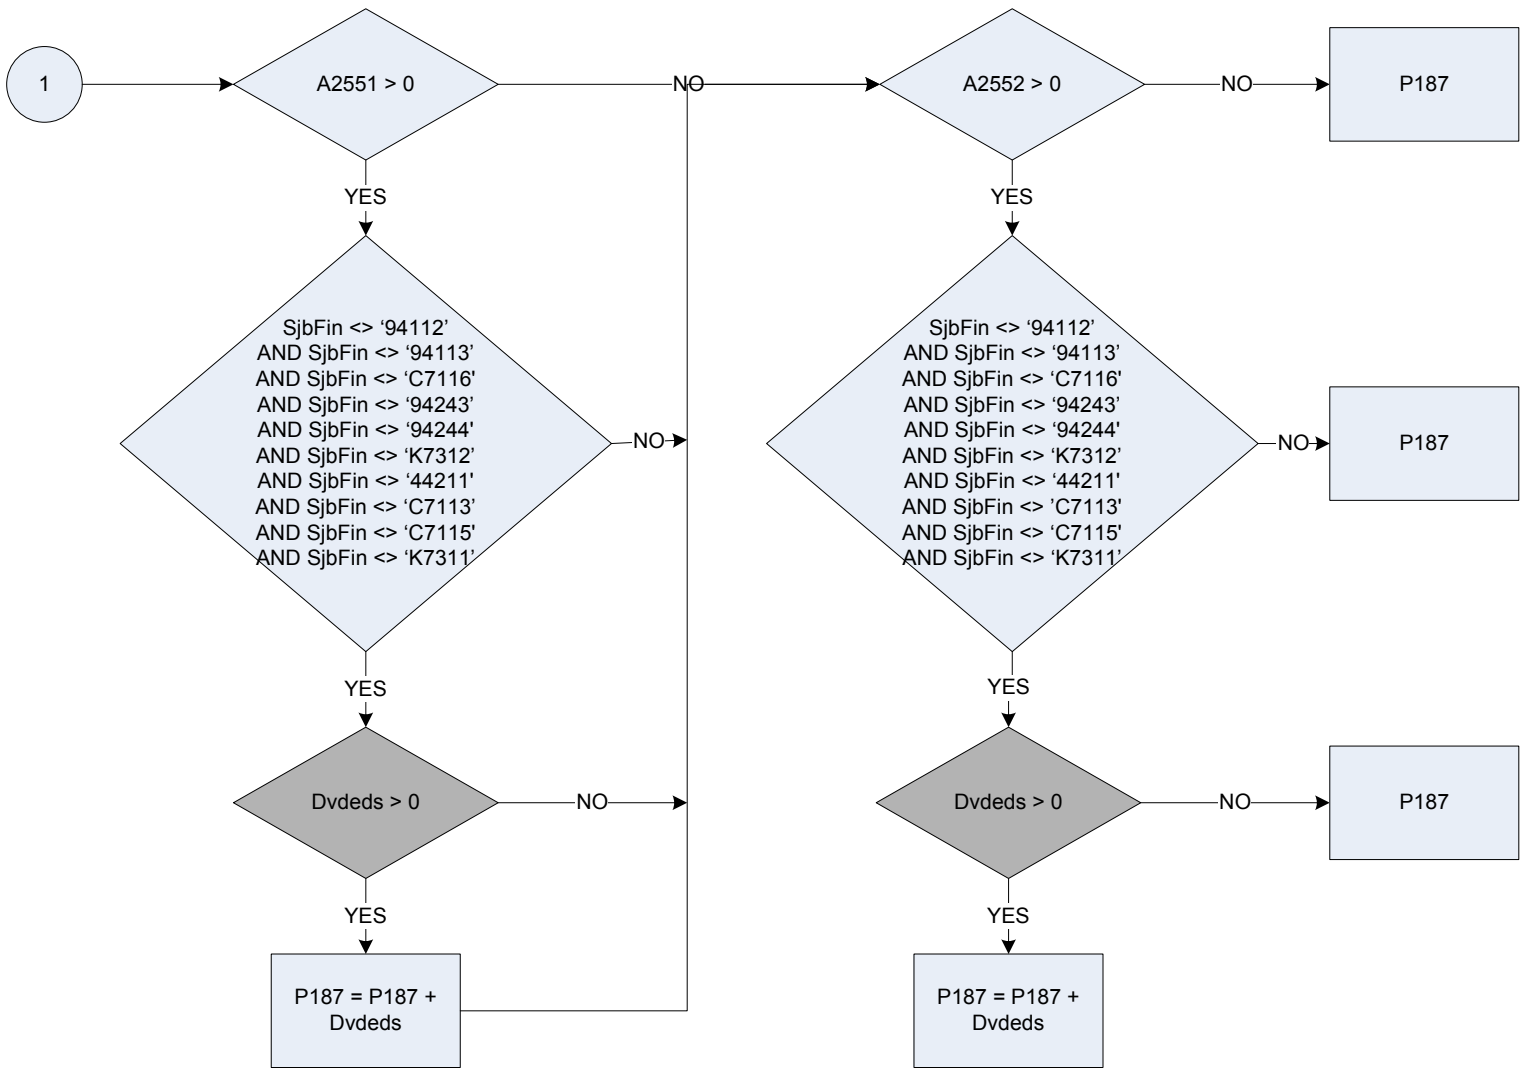 1
A2551 > 0
NO
A2552 > 0
NO
P187
YES
YES
SjbFin <> ‘94112’
AND SjbFin <> ‘94113’
AND SjbFin <> ‘C7116'
AND SjbFin <> ‘94243’
AND SjbFin <> ‘94244'
AND SjbFin <> ‘K7312’
AND SjbFin <> ‘44211'
AND SjbFin <> ‘C7113’
AND SjbFin <> ‘C7115'
AND SjbFin <> ‘K7311’
NO
SjbFin <> ‘94112’
AND SjbFin <> ‘94113’
AND SjbFin <> ‘C7116'
AND SjbFin <> ‘94243’
AND SjbFin <> ‘94244'
AND SjbFin <> ‘K7312’
AND SjbFin <> ‘44211'
AND SjbFin <> ’C7113'
AND SjbFin <> ‘C7115'
AND SjbFin <> ‘K7311’
NO
P187
YES
YES
Dvdeds > 0
NO
Dvdeds > 0
NO
P187
YES
YES
P187 = P187 +
Dvdeds
P187 = P187 +
Dvdeds